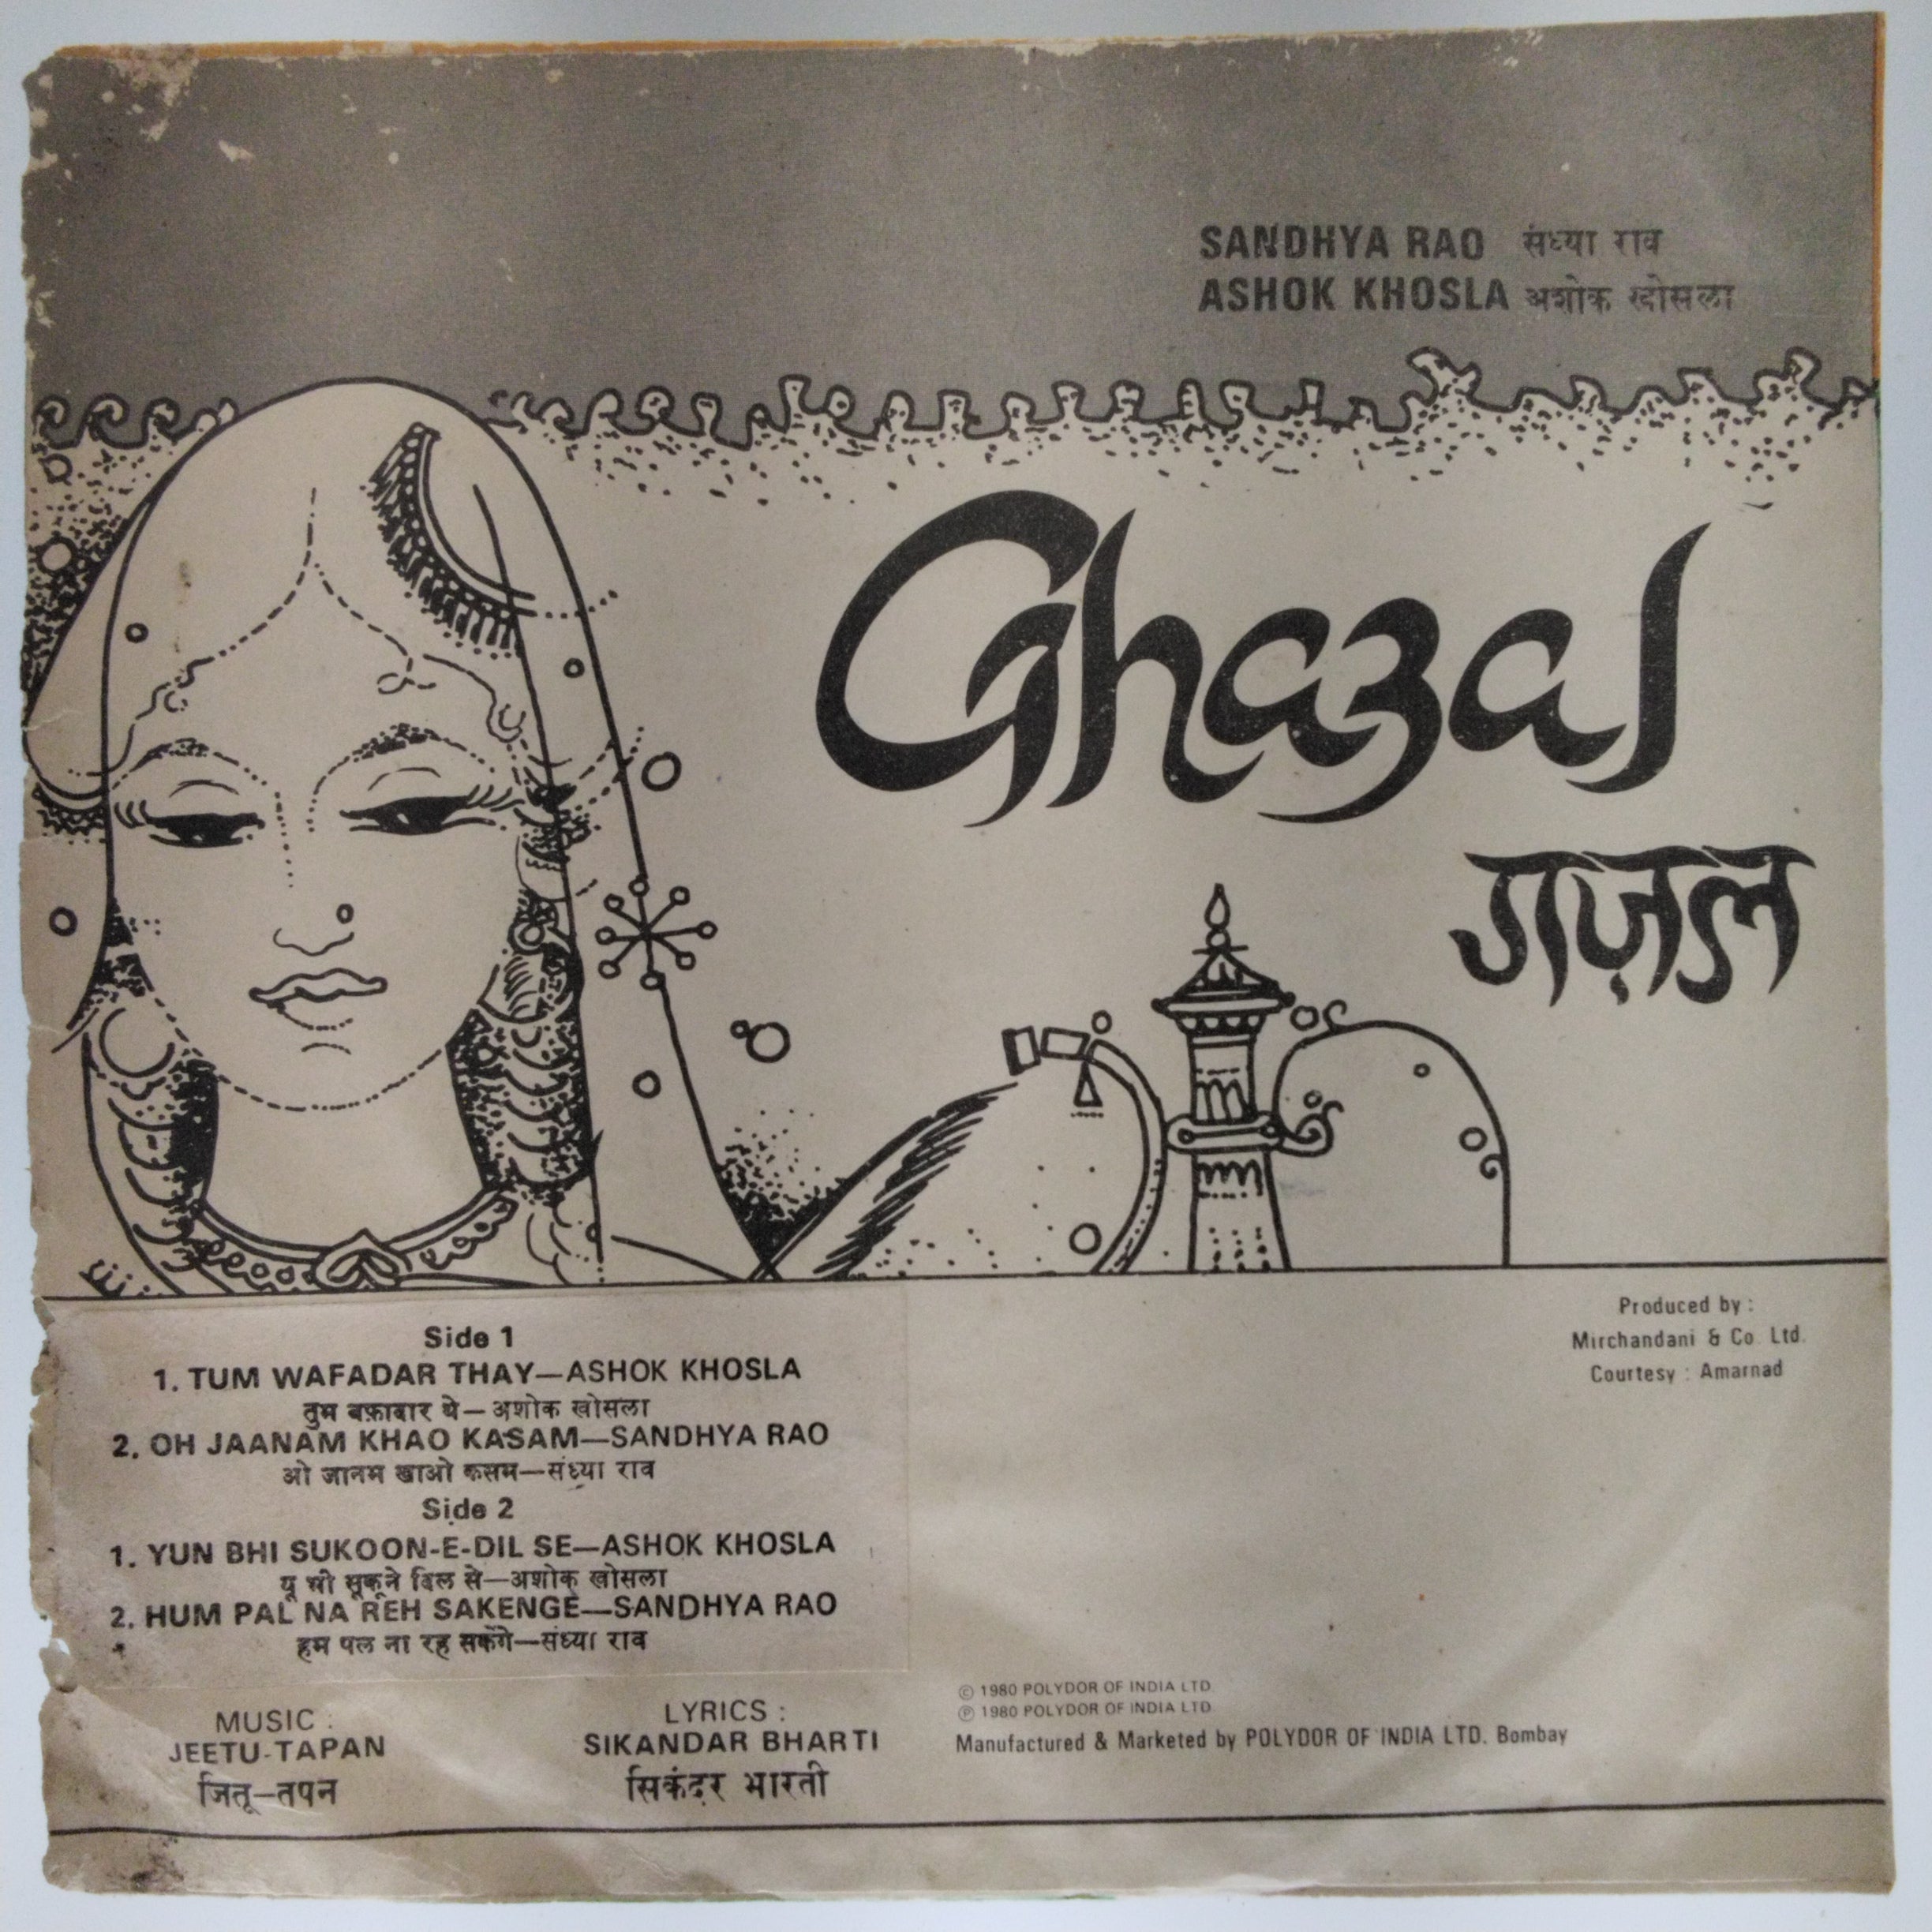 SANDHYA RAO संध्या राव
ASHOK KHOSLA अशोक खोसला
Ghazal
ग़ज़ल
Side 1
1. TUM WAFADAR THAY—ASHOK KHOSLA
तुम वफ़ादार थे—अशोक खोसला
2. OH JAANAM KHAO KASAM—SANDHYA RAO
ओ जानम खाओ कसम—संध्या राव
Side 2
1. YUN BHI SUKOON-E-DIL SE—ASHOK KHOSLA
यू भी सूकूने दिल से—अशोक खोसला
2. HUM PAL NA REH SAKENGE—SANDHYA RAO
हम पल ना रह सकेंगे—संध्या राव
MUSIC :
JEETU-TAPAN
जितू—तपन
LYRICS :
SIKANDAR BHARTI
सिकंदर भारती
Produced by :
Mirchandani & Co. Ltd.
Courtesy : Amarnad
© 1980 POLYDOR OF INDIA LTD.
℗ 1980 POLYDOR OF INDIA LTD.
Manufactured & Marketed by POLYDOR OF INDIA LTD. Bombay